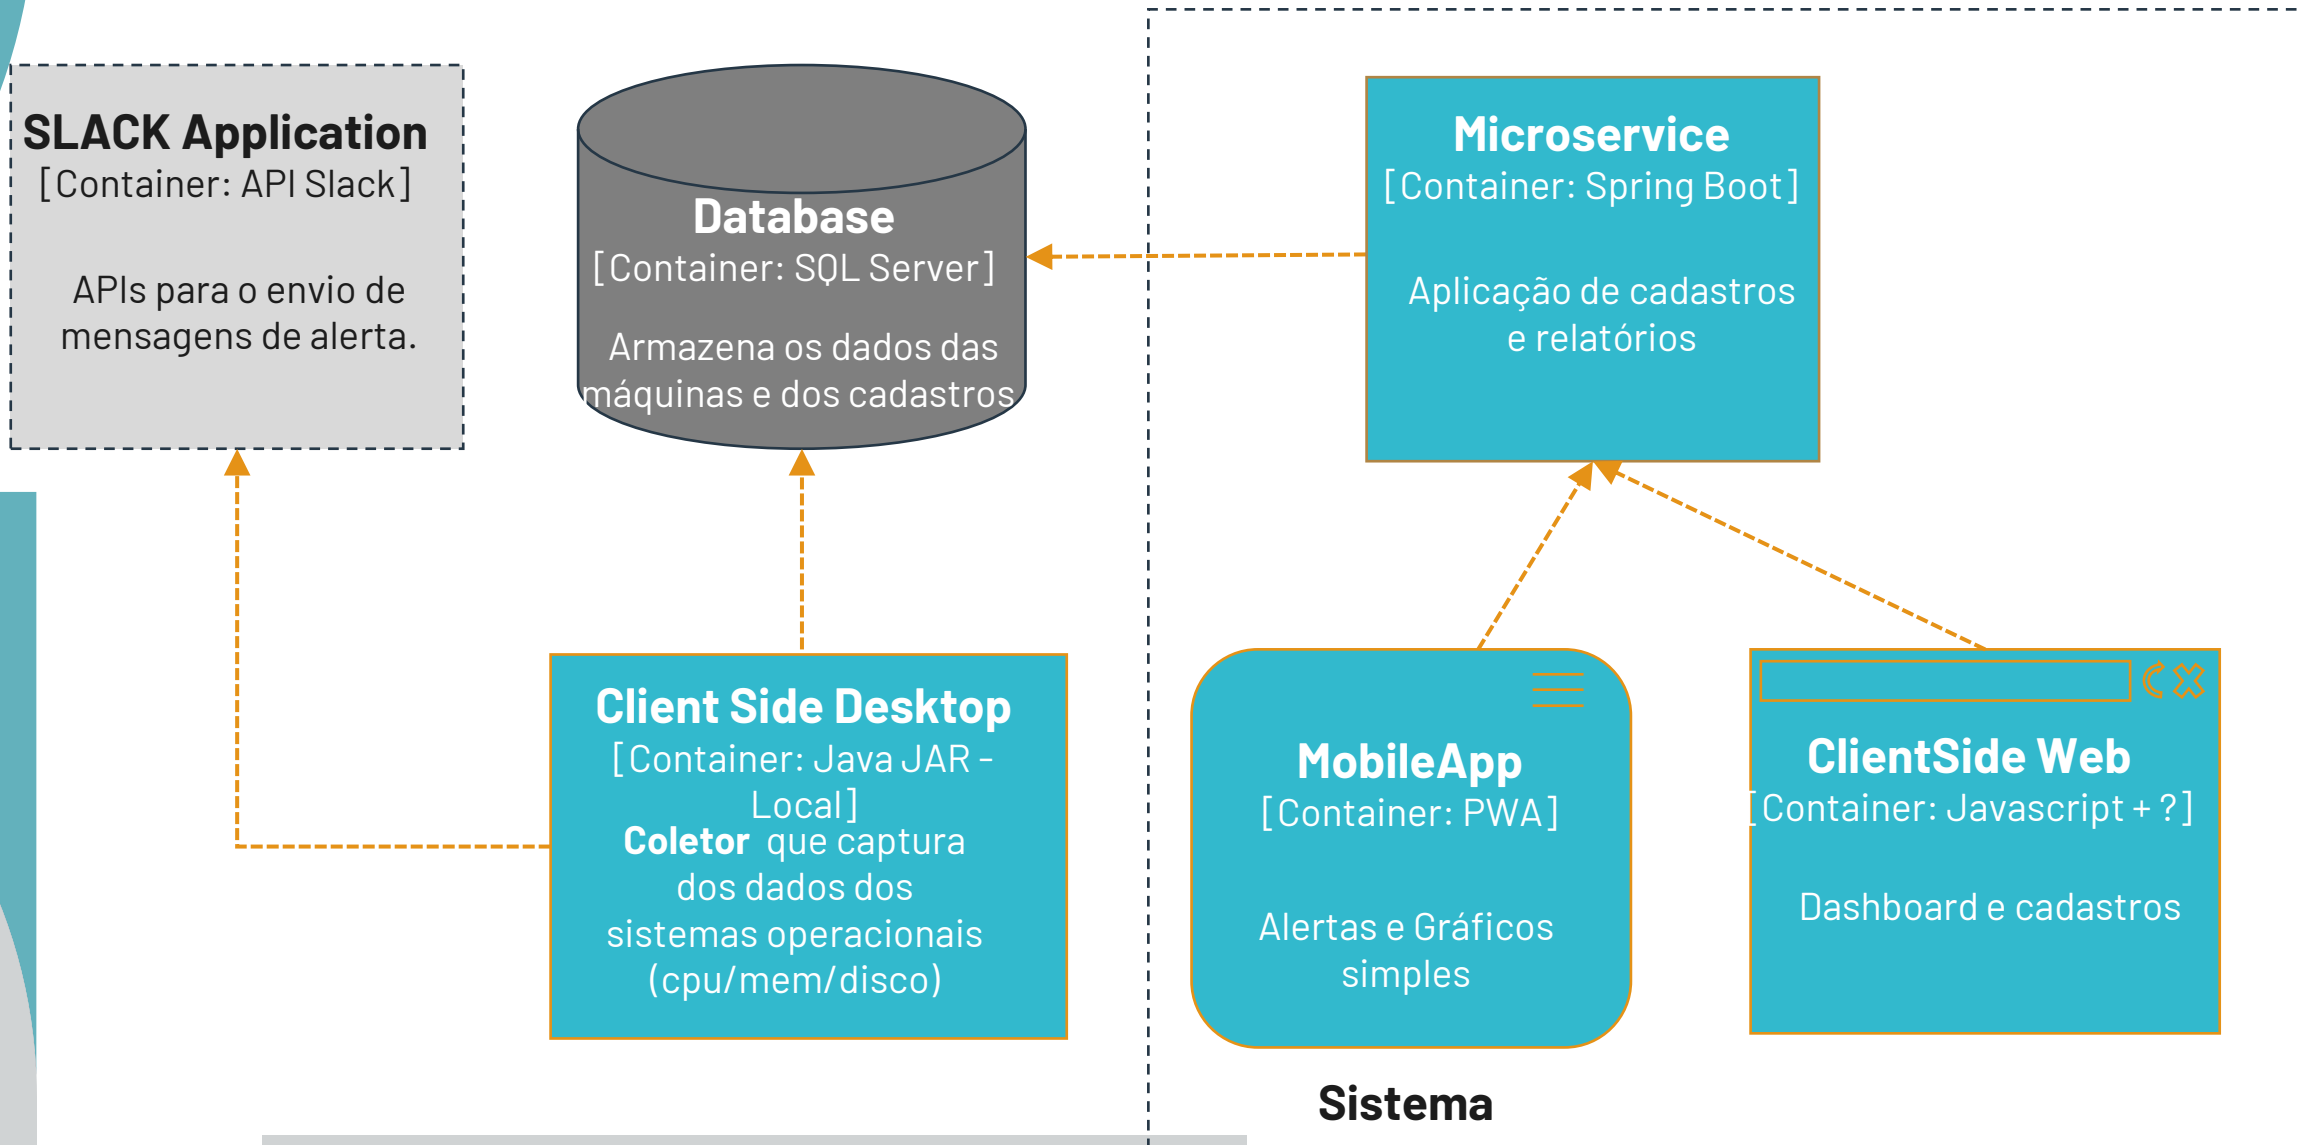 SLACK Application
[Container: API Slack]
APIs para o envio de
mensagens de alerta.
Database
[Container: SQL Server]
Armazena os dados das
máquinas e dos cadastros
Microservice
[Container: Spring Boot]
Aplicação de cadastros
e relatórios
Client Side Desktop
[Container: Java JAR -
Local]
Coletor que captura
dos dados dos
sistemas operacionais
(cpu/mem/disco)
MobileApp
[Container: PWA]
Alertas e Gráficos
simples
ClientSide Web
[Container: Javascript + ?]
Dashboard e cadastros
Sistema